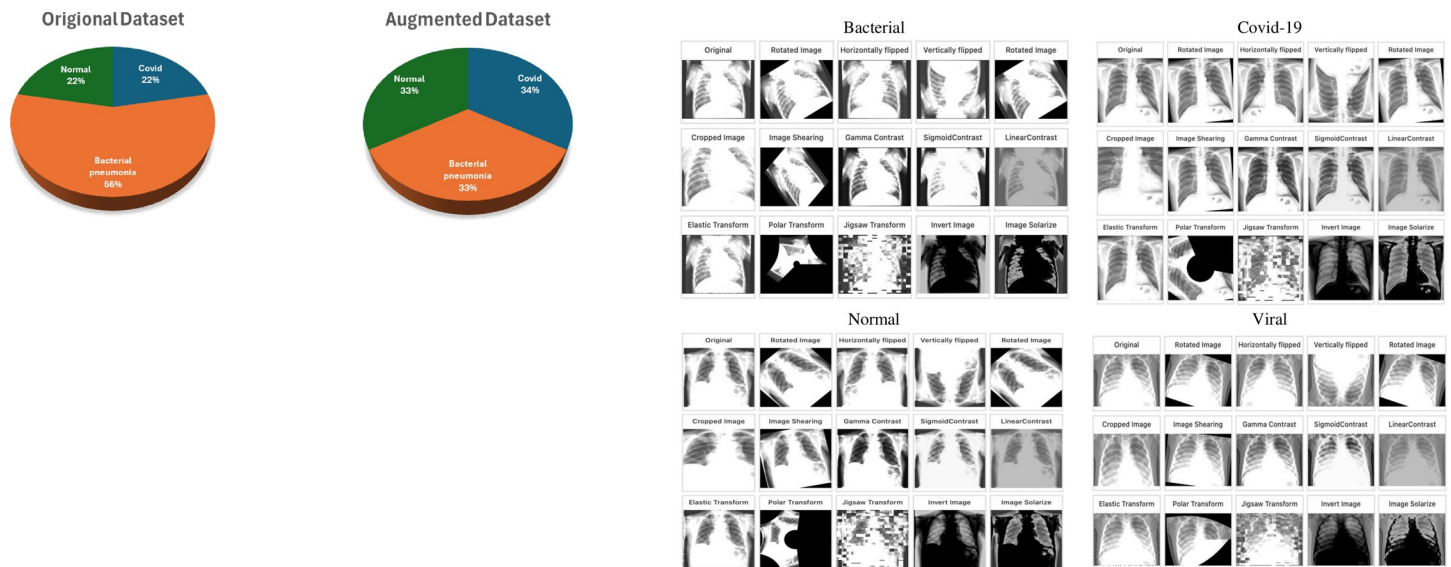 Origional Dataset
Normal
22%
Covid
22%
Bacterial
pneumonia
56%
Augmented Dataset
Normal
33%
Covid
34%
Bacterial
pneumonia
33%
Bacterial
Original Rotated Image Horizontally flipped Vertically flipped Rotated Image
Cropped Image Image Shearing Gamma Contrast SigmoidContrast LinearContrast
Elastic Transform Polar Transform Jigsaw Transform Invert Image Image Solarize
Covid-19
Original Rotated Image Horizontally flipped Vertically flipped Rotated Image
Cropped Image Image Shearing Gamma Contrast SigmoidContrast LinearContrast
Elastic Transform Polar Transform Jigsaw Transform Invert Image Image Solarize
Normal
Original Rotated Image Horizontally flipped Vertically flipped Rotated Image
Cropped Image Image Shearing Gamma Contrast SigmoidContrast LinearContrast
Elastic Transform Polar Transform Jigsaw Transform Invert Image Image Solarize
Viral
Original Rotated Image Horizontally flipped Vertically flipped Rotated Image
Cropped Image Image Shearing Gamma Contrast SigmoidContrast LinearContrast
Elastic Transform Polar Transform Jigsaw Transform Invert Image Image Solarize